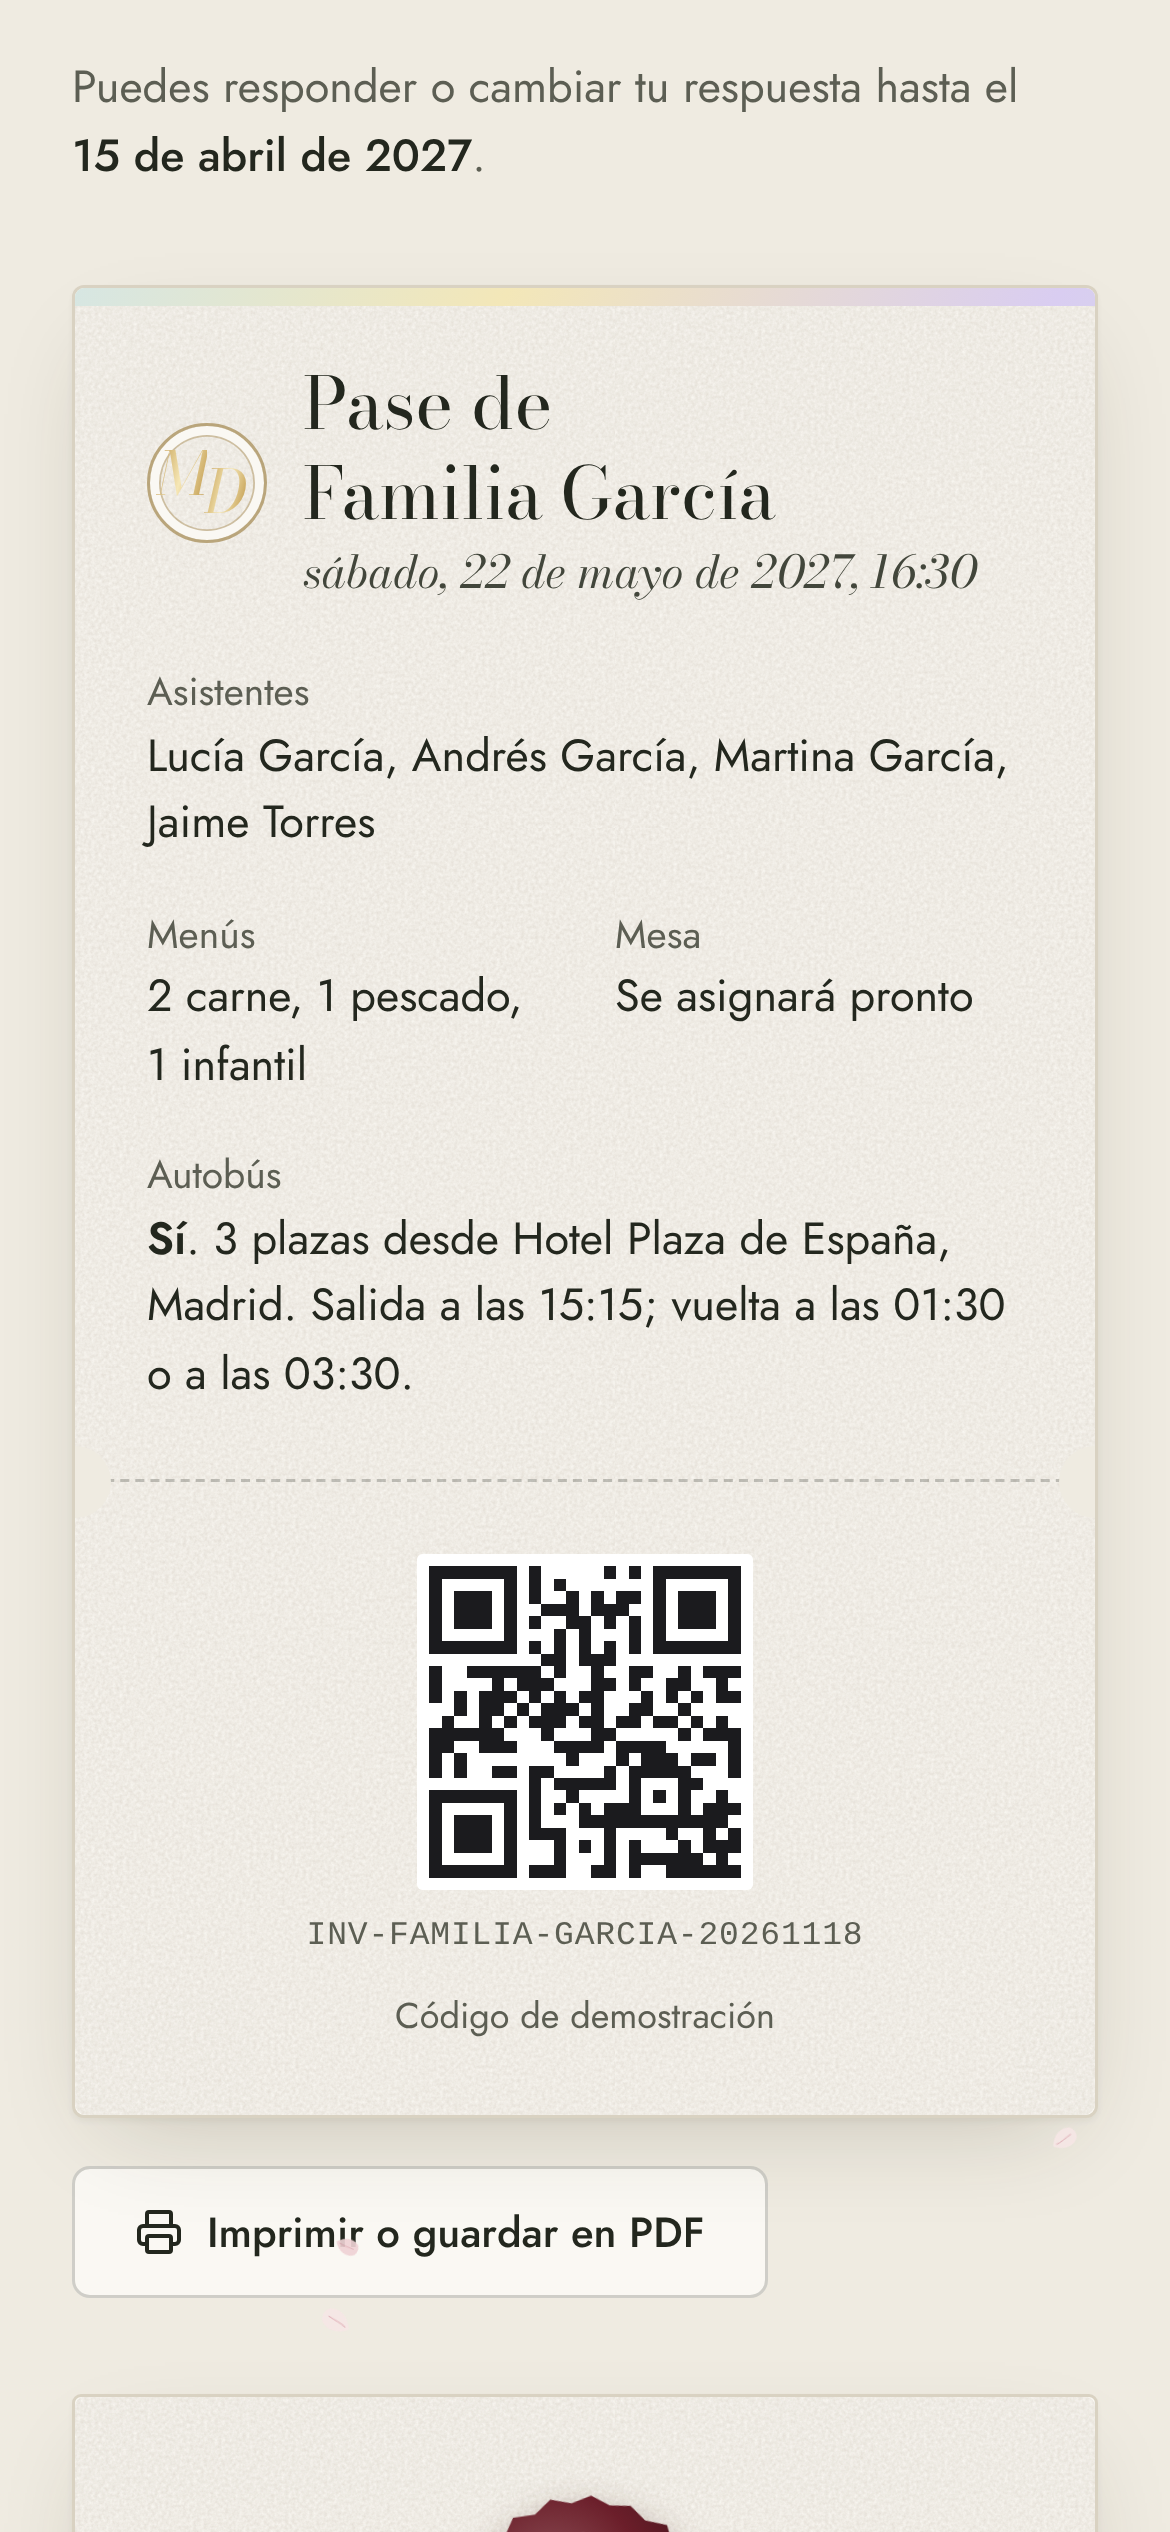 Puedes responder o cambiar tu respuesta hasta el
15 de abril de 2027.
Pase de
Familia García
MD
sábado, 22 de mayo de 2027, 16:30
Asistentes
Lucía García, Andrés García, Martina García,
Jaime Torres
Menús
2 carne, 1 pescado,
1 infantil
Mesa
Se asignará pronto
Autobús
Sí. 3 plazas desde Hotel Plaza de España,
Madrid. Salida a las 15:15; vuelta a las 01:30
o a las 03:30.
INV-FAMILIA-GARCIA-20261118
Código de demostración
Imprimir o guardar en PDF